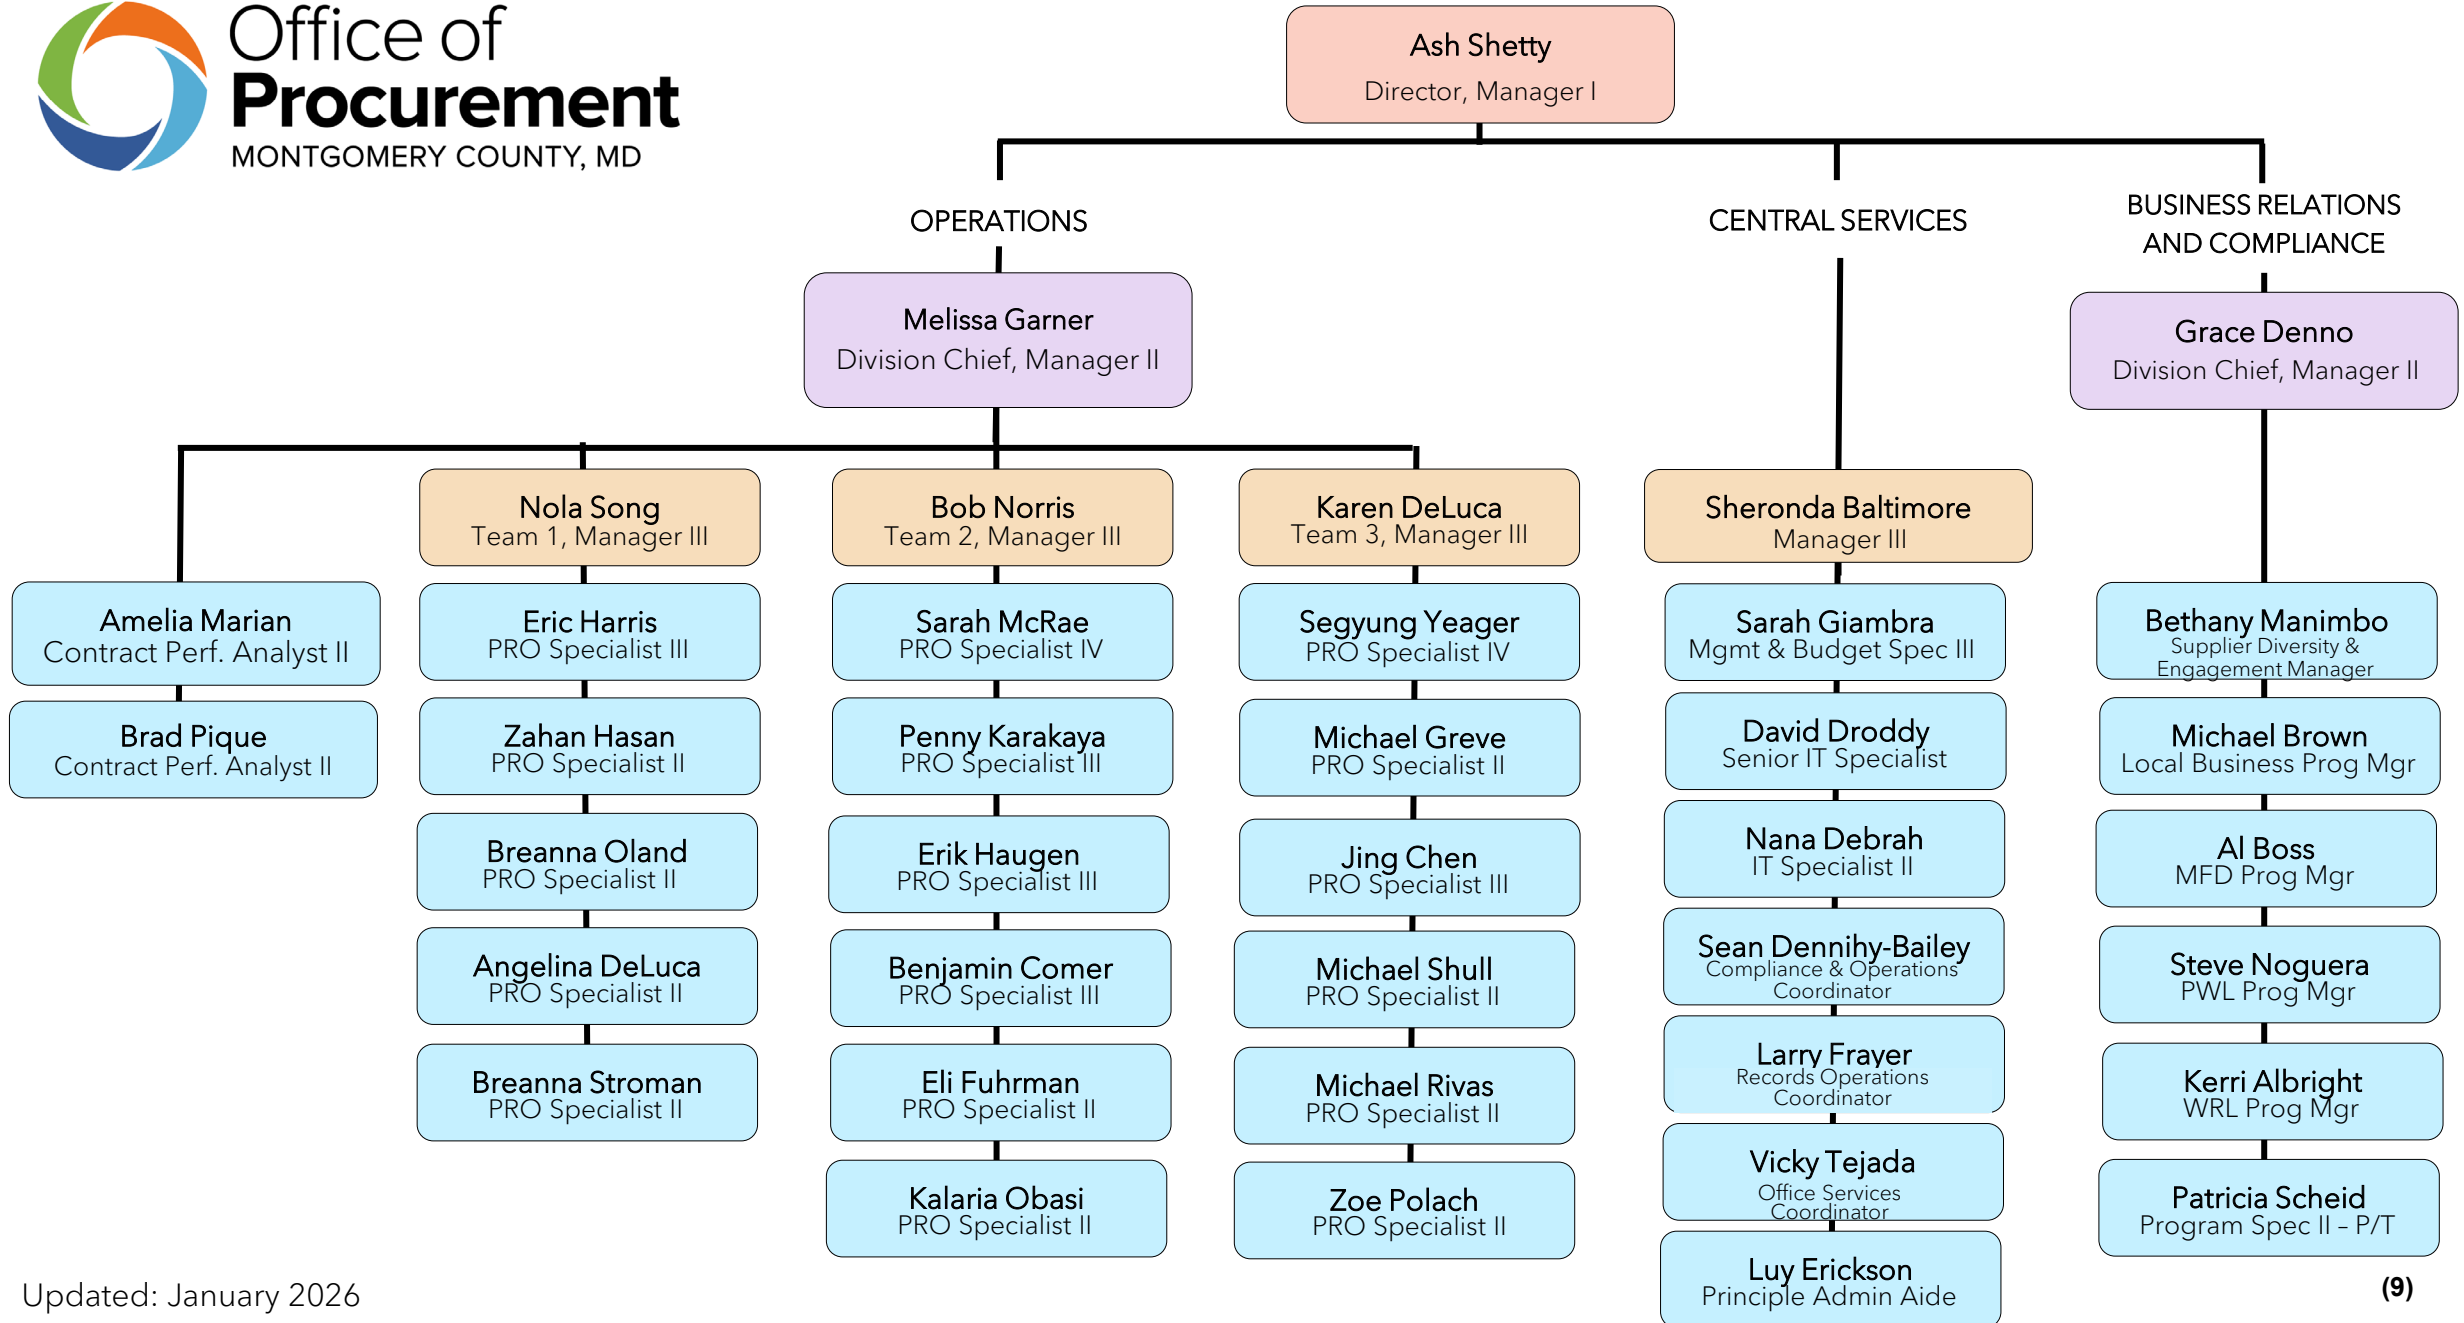 Office of
Procurement
MONTGOMERY COUNTY, MD
Ash Shetty
Director, Manager I
OPERATIONS
Melissa Garner
Division Chief, Manager II
CENTRAL SERVICES
BUSINESS RELATIONS
AND COMPLIANCE
Grace Denno
Division Chief, Manager II
Amelia Marian
Contract Perf. Analyst II
Brad Pique
Contract Perf. Analyst II
Nola Song
Team 1, Manager III
Eric Harris
PRO Specialist III
Zahan Hasan
PRO Specialist II
Breanna Oland
PRO Specialist II
Angelina DeLuca
PRO Specialist II
Breanna Stroman
PRO Specialist II
Bob Norris
Team 2, Manager III
Sarah McRae
PRO Specialist IV
Penny Karakaya
PRO Specialist III
Erik Haugen
PRO Specialist III
Benjamin Comer
PRO Specialist III
Eli Fuhrman
PRO Specialist II
Kalaria Obasi
PRO Specialist II
Karen DeLuca
Team 3, Manager III
Segyung Yeager
PRO Specialist IV
Michael Greve
PRO Specialist II
Jing Chen
PRO Specialist III
Michael Shull
PRO Specialist II
Michael Rivas
PRO Specialist II
Zoe Polach
PRO Specialist II
Sheronda Baltimore
Manager III
Sarah Giambra
Mgmt & Budget Spec III
David Droddy
Senior IT Specialist
Nana Debrah
IT Specialist II
Sean Dennihy-Bailey
Compliance & Operations
Coordinator
Larry Frayer
Records Operations
Coordinator
Vicky Tejada
Office Services
Coordinator
Luy Erickson
Principle Admin Aide
Bethany Manimbo
Supplier Diversity &
Engagement Manager
Michael Brown
Local Business Prog Mgr
Al Boss
MFD Prog Mgr
Steve Noguera
PWL Prog Mgr
Kerri Albright
WRL Prog Mgr
Patricia Scheid
Program Spec II – P/T
Updated: January 2026
(9)